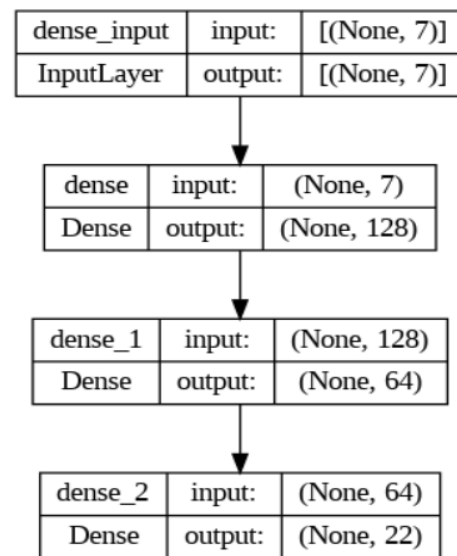 dense_input input: [(None, 7)]
InputLayer output: [(None, 7)]
dense input: (None, 7)
Dense output: (None, 128)
dense_1 input: (None, 128)
Dense output: (None, 64)
dense_2 input: (None, 64)
Dense output: (None, 22)